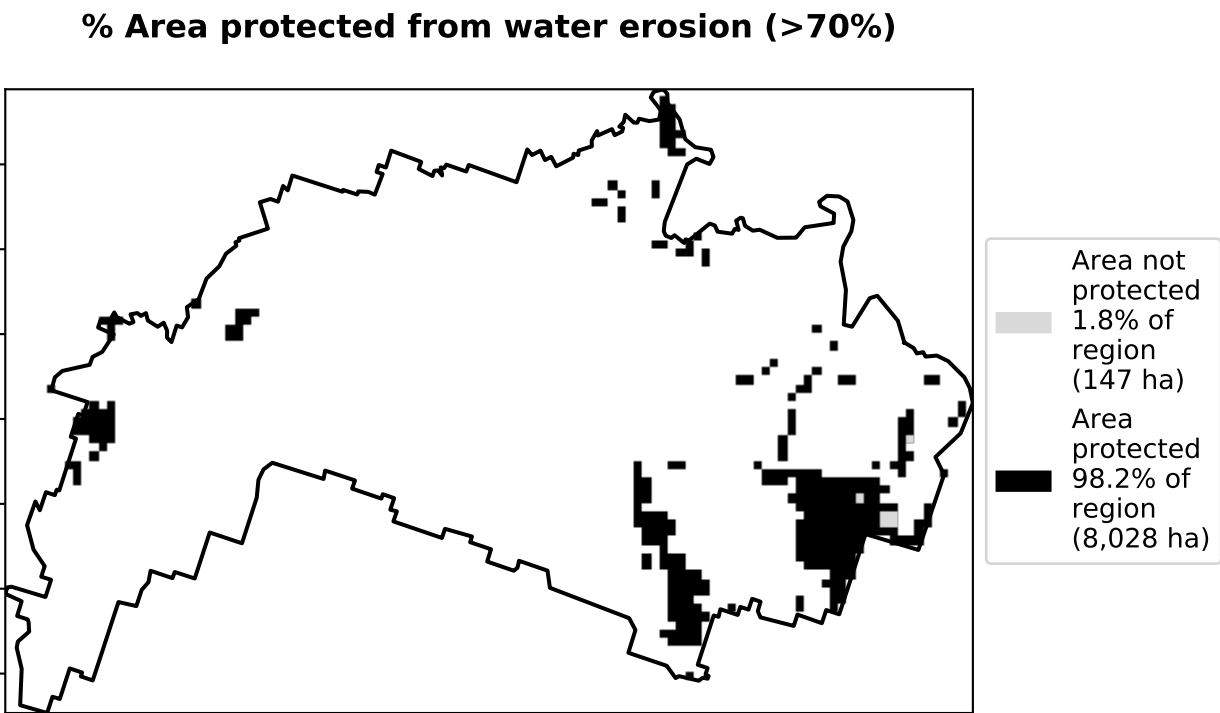 % Area protected from water erosion (>70%)
Area not
protected
1.8% of
region
(147 ha)
Area
protected
98.2% of
region
(8,028 ha)